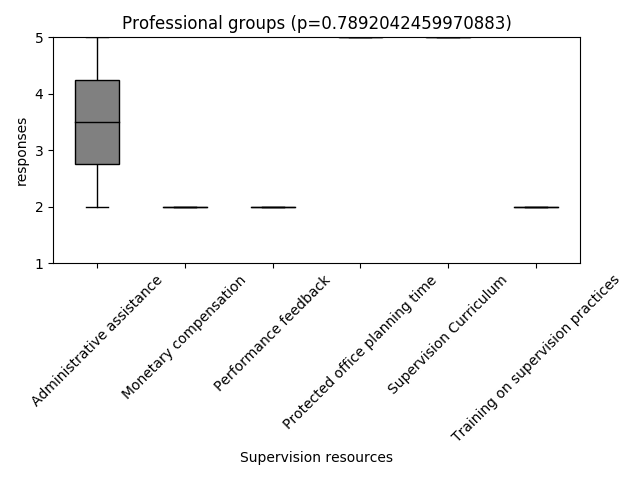 Professional groups (p=0.7892042459970883)
5
4
3
2
1
responses
Administrative assistance
Monetary compensation
Performance feedback
Protected office planning time
Supervision Curriculum
Training on supervision practices
Supervision resources